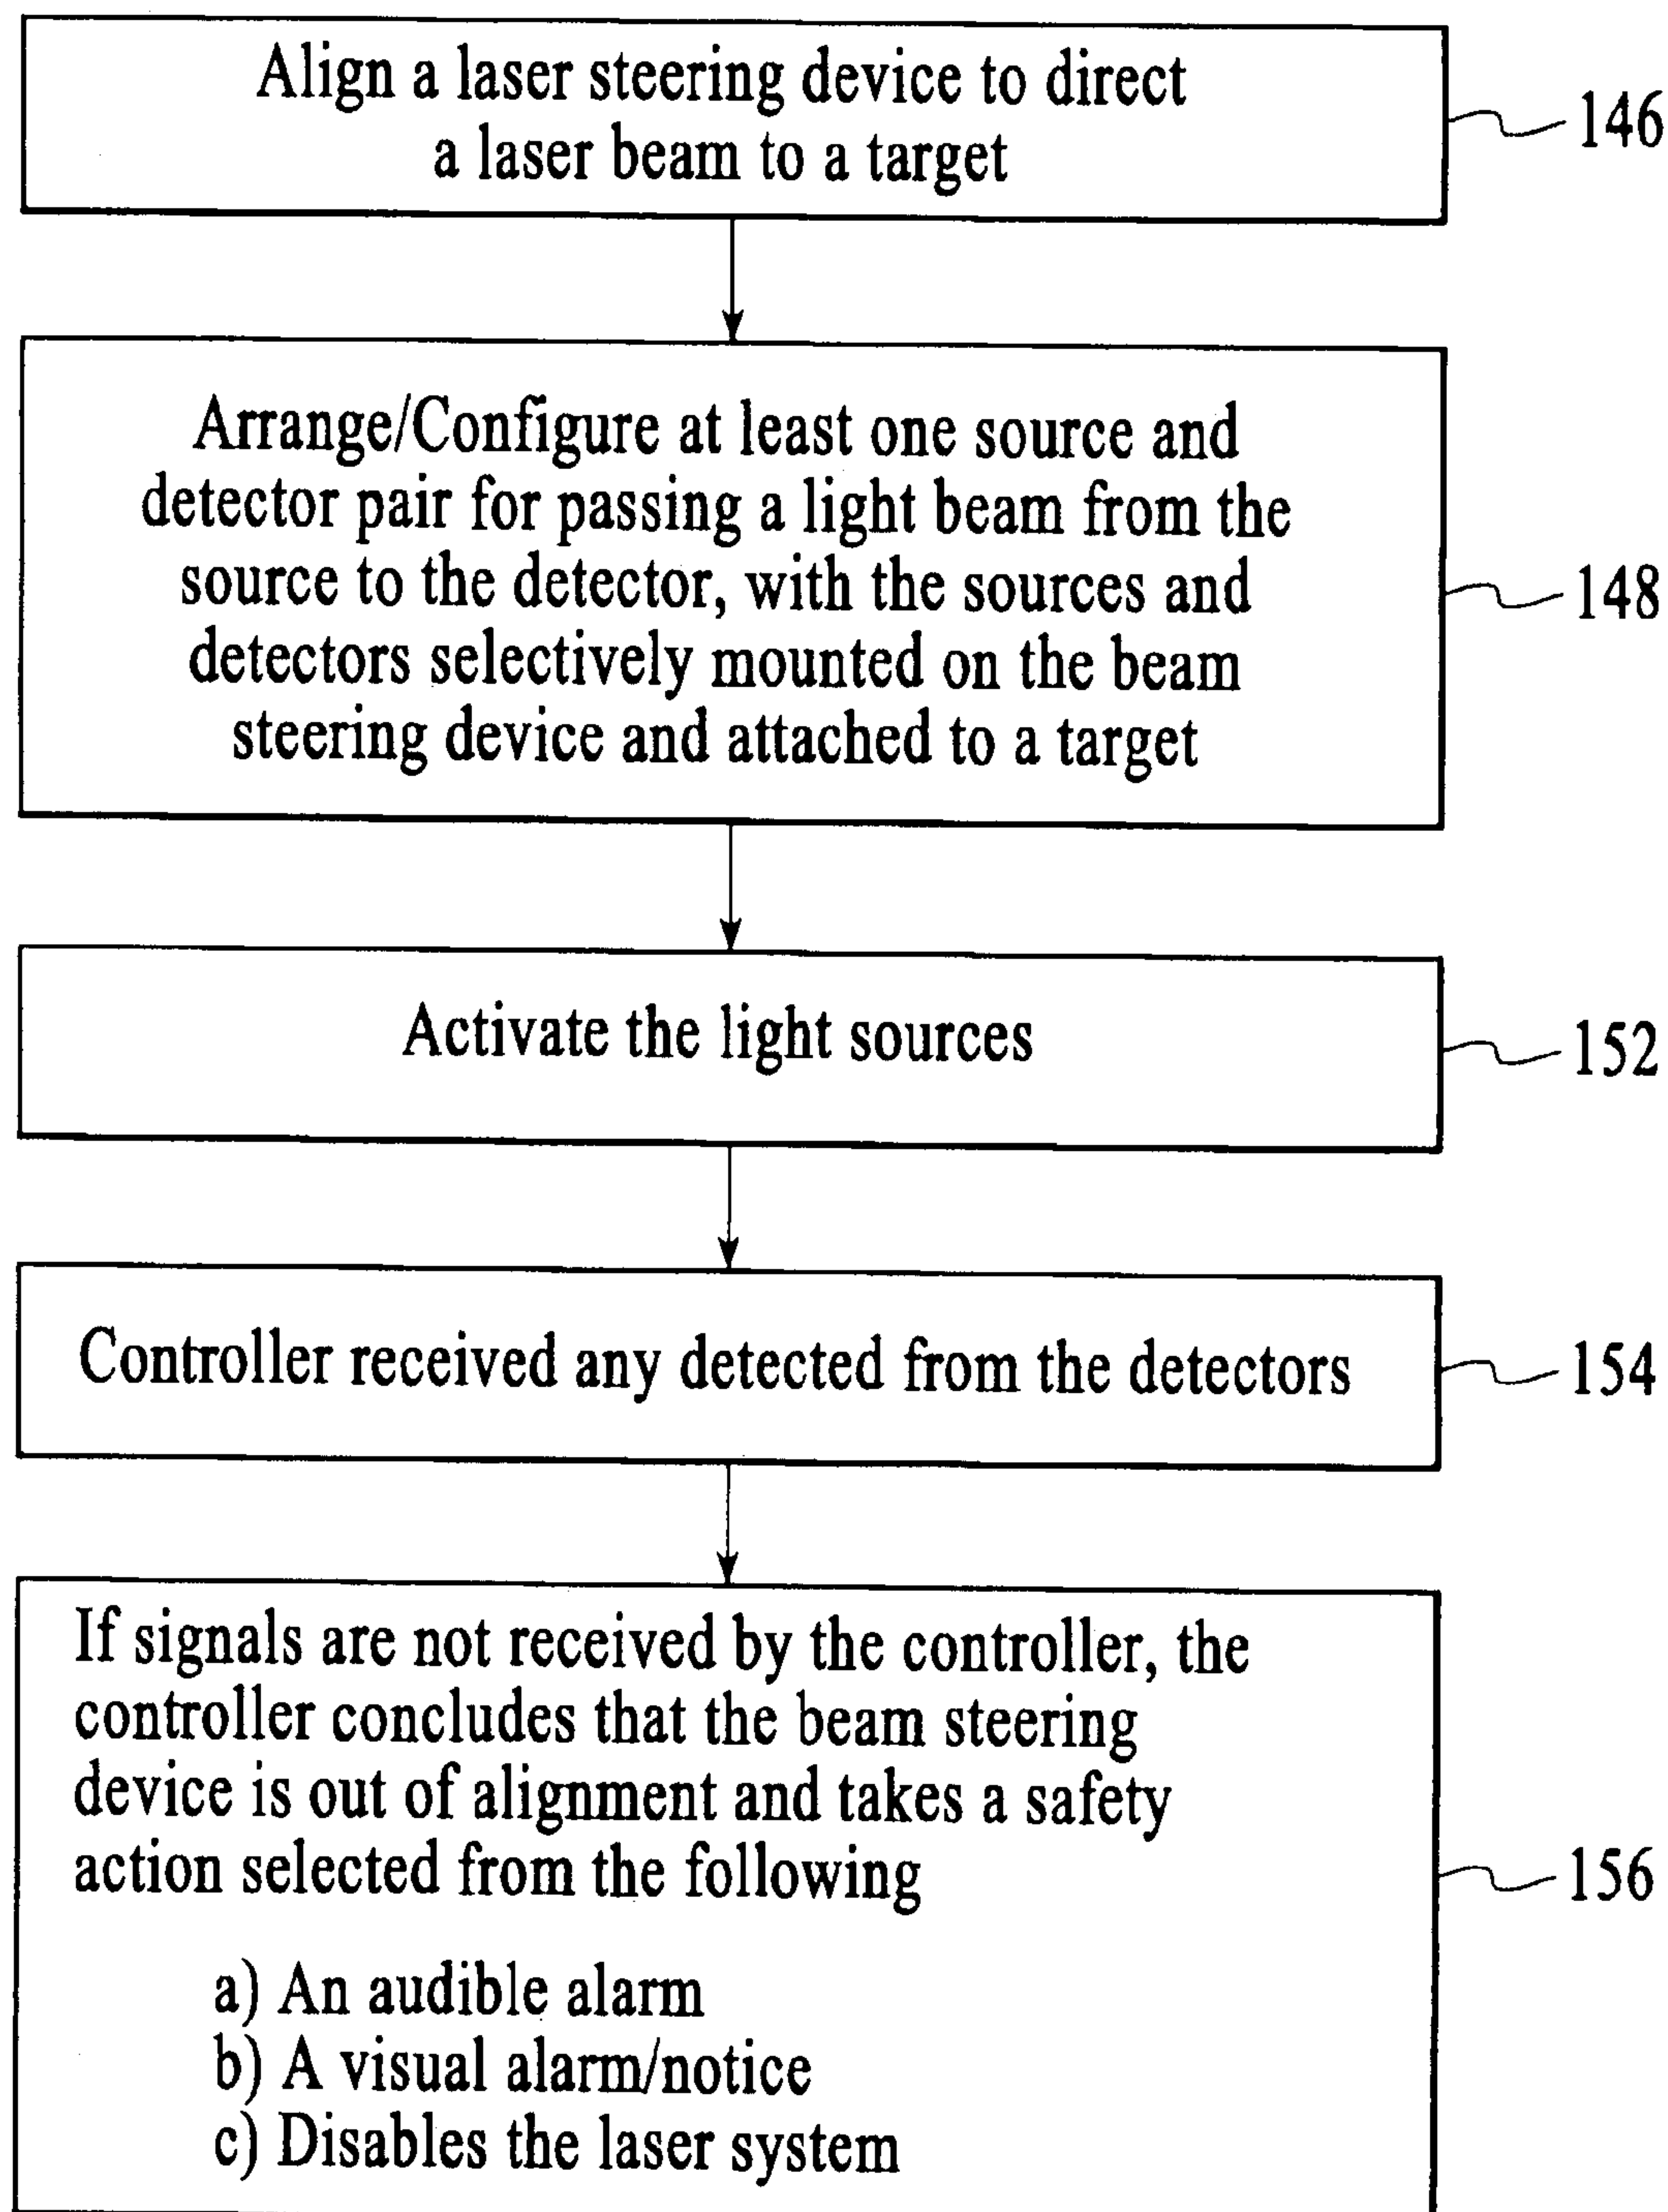 Align a laser steering device to direct
a laser beam to a target
146
Arrange/Configure at least one source and
detector pair for passing a light beam from the
source to the detector, with the sources and
detectors selectively mounted on the beam
steering device and attached to a target
148
Activate the light sources
152
Controller received any detected from the detectors
154
If signals are not received by the controller, the
controller concludes that the beam steering
device is out of alignment and takes a safety
action selected from the following
156
a) An audible alarm
b) A visual alarm/notice
c) Disables the laser system